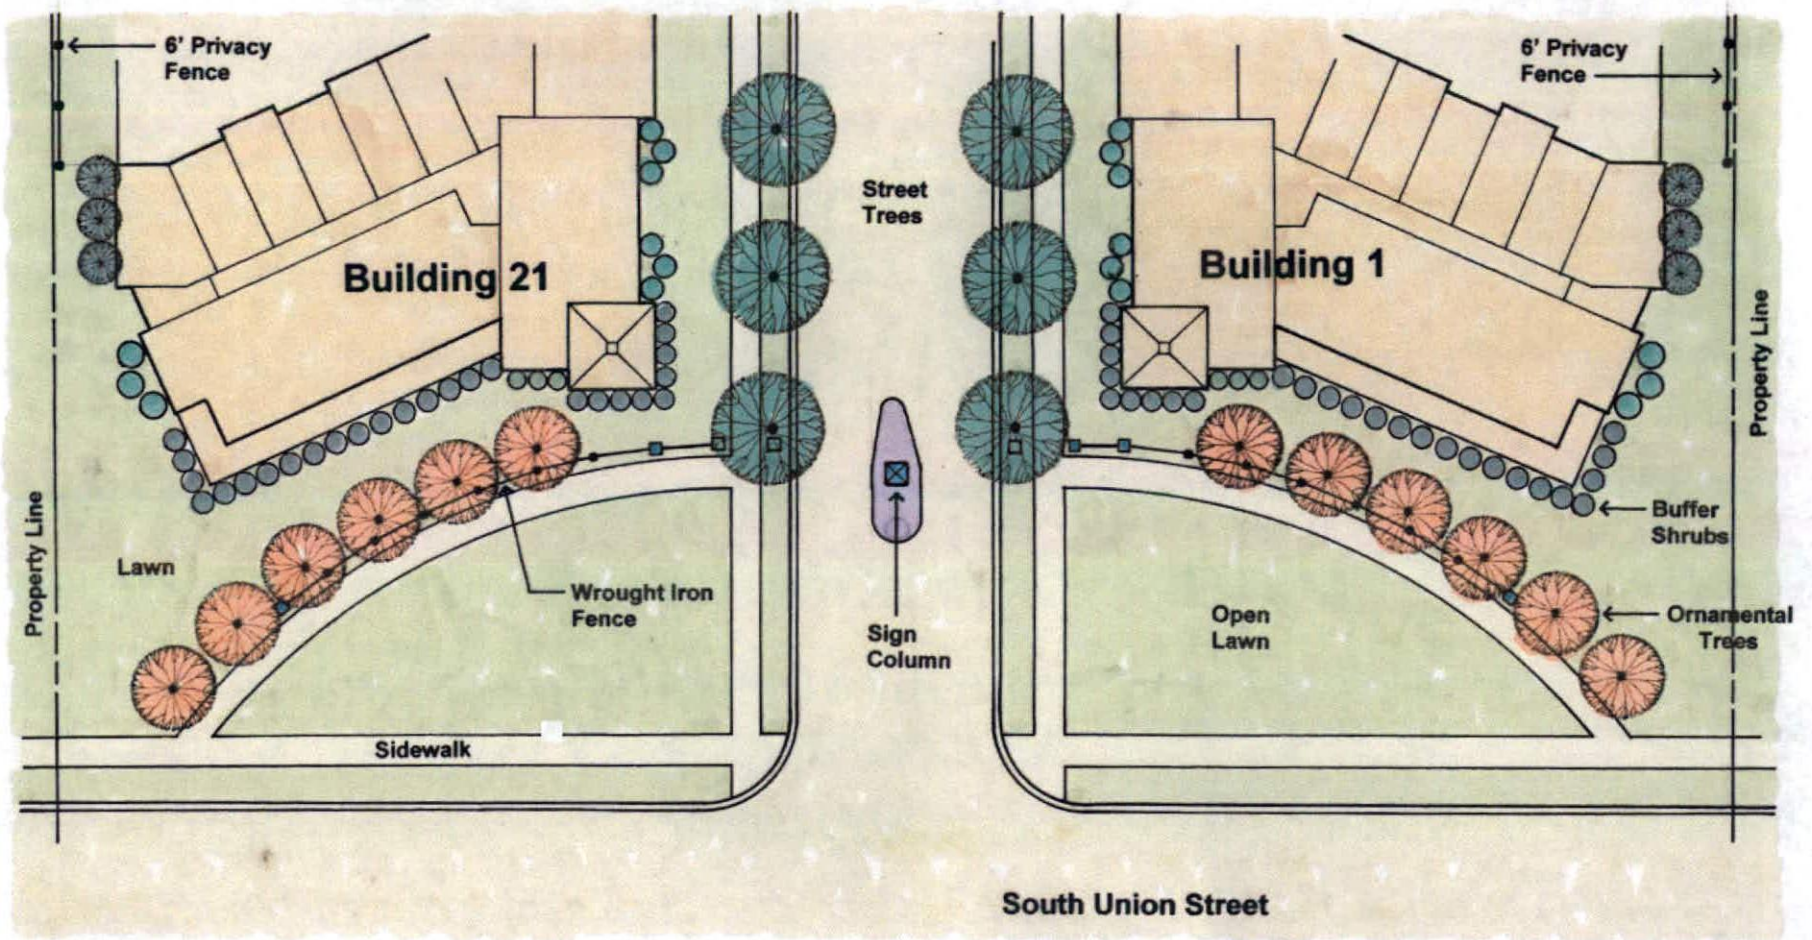 6' Privacy
Fence
6' Privacy
Fence
Street
Trees
Building 21
Building 1
Property Line
Property Line
Buffer
Shrubs
Lawn
Wrought Iron
Fence
Sign
Column
Open
Lawn
Ornamental
Trees
Sidewalk
South Union Street